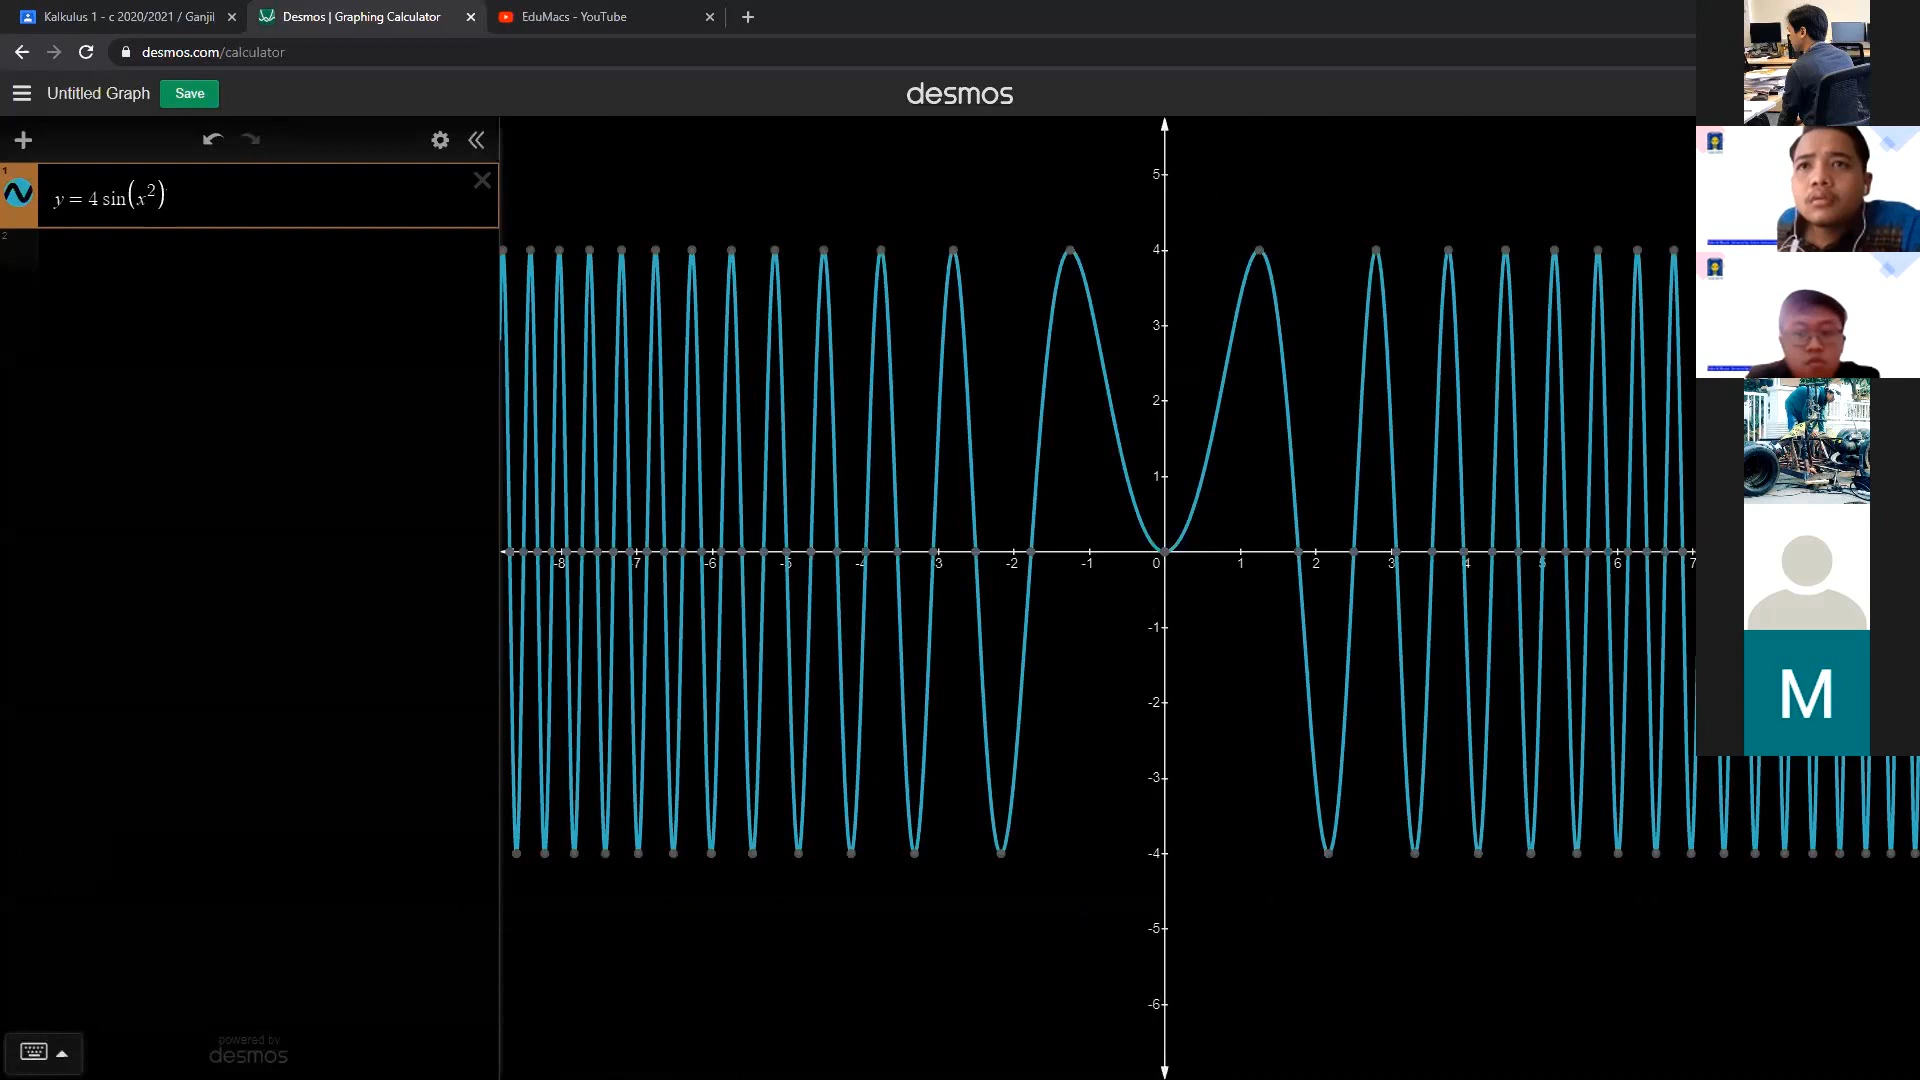 Kalkulus 1 - c 2020/2021 / Ganjil
Desmos | Graphing Calculator
EduMacs - YouTube
desmos.com/calculator
Untitled Graph
Save
desmos
1
y = 4 sin(x²)
2
5
4
3
2
1
-8 -7 -6 -5 -4 -3 -2 -1 0 1 2 3 4 5 6 7
-1
-2
-3
-4
-5
-6
M
powered by
desmos